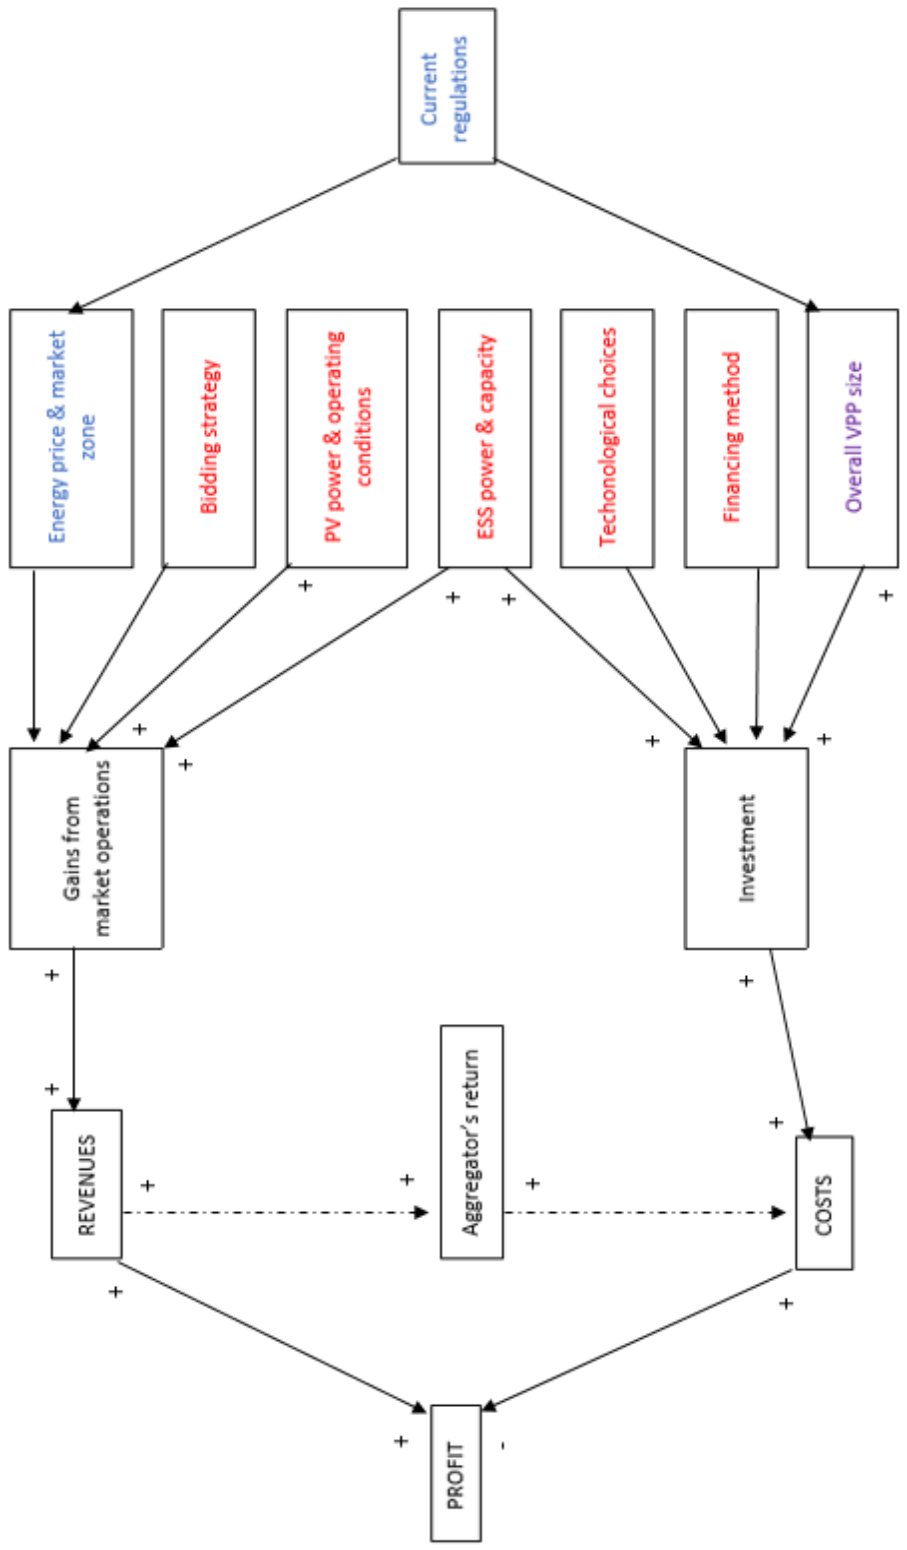 +
+
Gains from
market operations
Energy price & market
zone
REVENUES
+
+
+
+
Bidding strategy
+
PV power & operating
conditions
+
+
PROFIT
Aggregator's return
+
ESS power & capacity
Current
regulations
-
+
+
Techonological choices
+
Financing method
Investment
+
+
+
COSTS
+
Overall VPP size
+